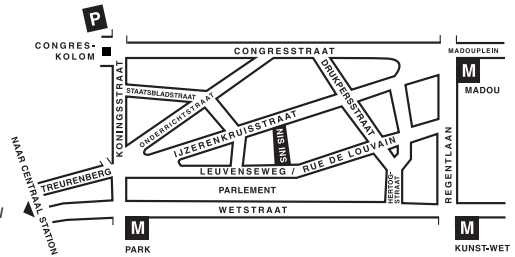 P
CONGRES-
KOLOM
CONGRESSTRAAT
MADOUPLEIN
M
MADOU
KONINGSSTRAAT
STAATSBLADSTRAAT
ONDERRICHTSTRAAT
DRUKPERSSTRAAT
IJZERENKRUISSTRAAT
NIS INS
LEUVENSEWEG / RUE DE LOUVAIN
REGENTLAAN
HERTOG-
STRAAT
TREURENBERG
NAAR CENTRAAL STATION
PARLEMENT
WETSTRAAT
M
PARK
M
KUNST-WET